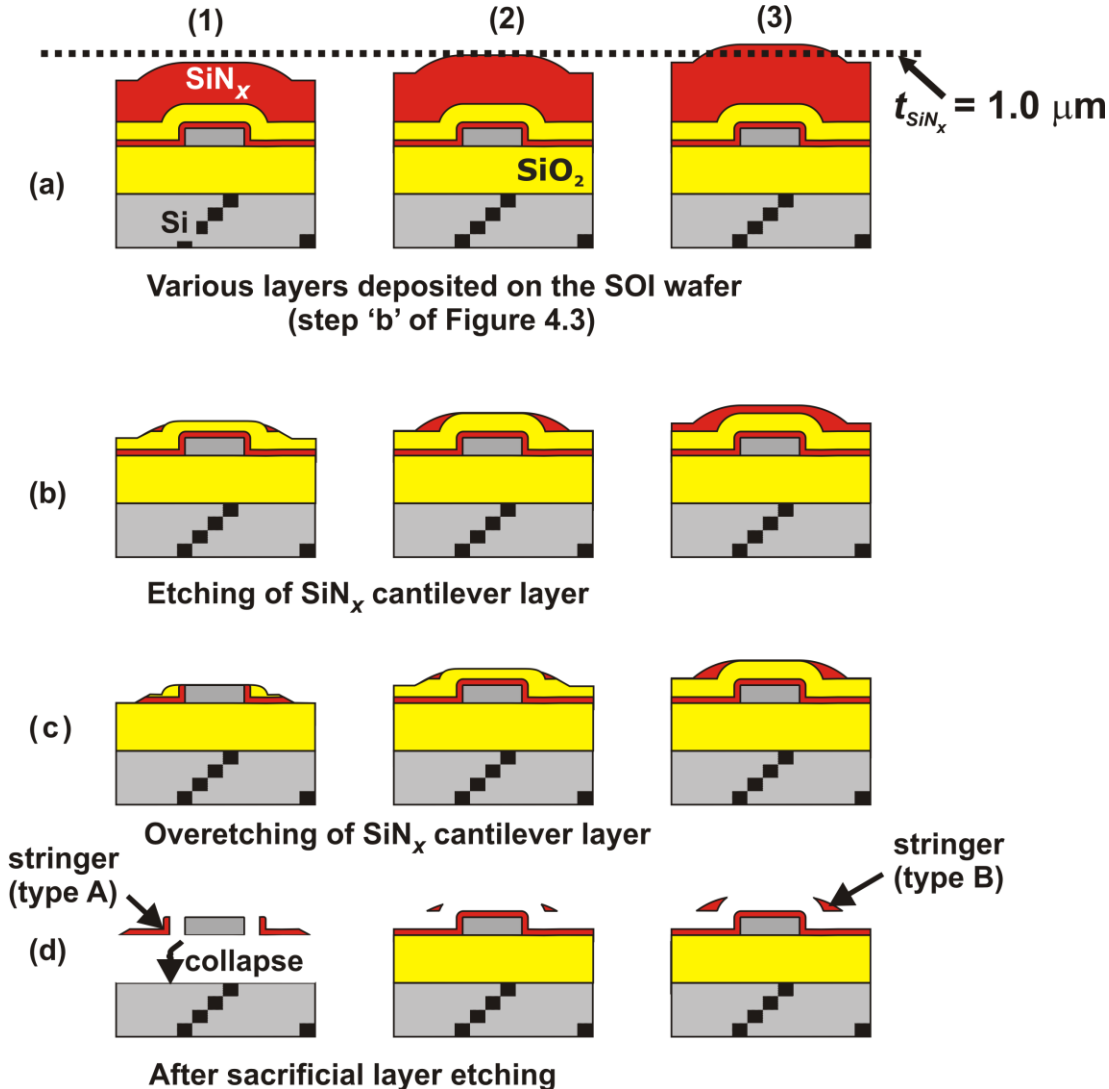 (1) (2) (3)
SiNₓ
t_SiNₓ = 1.0 μm
SiO₂
(a)
Si
Various layers deposited on the SOI wafer
(step ‘b’ of Figure 4.3)
(b)
Etching of SiNₓ cantilever layer
(c)
Overetching of SiNₓ cantilever layer
stringer
(type A)
stringer
(type B)
(d)
collapse
After sacrificial layer etching